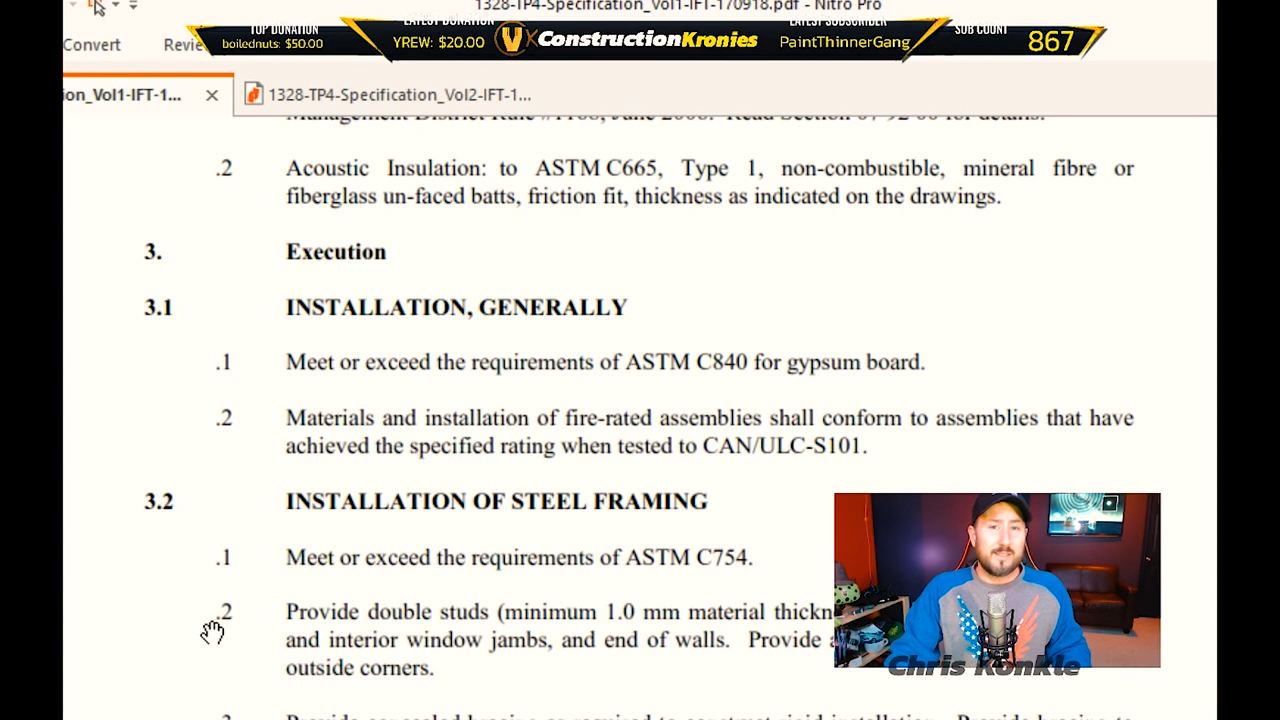 1328-TP4-Specification_Vol1-IFT-170918.pdf - Nitro Pro
TOP DONATION
boilednuts: $50.00
LATEST DONATION
YREW: $20.00
ConstructionKronies
LATEST SUBSCRIBER
PaintThinnerGang
SUB COUNT
867
Convert
ion_Vol1-IFT-1...
1328-TP4-Specification_Vol2-IFT-1...
.2 Acoustic Insulation: to ASTM C665, Type 1, non-combustible, mineral fibre or
fiberglass un-faced batts, friction fit, thickness as indicated on the drawings.
3. Execution
3.1 INSTALLATION, GENERALLY
.1 Meet or exceed the requirements of ASTM C840 for gypsum board.
.2 Materials and installation of fire-rated assemblies shall conform to assemblies that have
achieved the specified rating when tested to CAN/ULC-S101.
3.2 INSTALLATION OF STEEL FRAMING
.1 Meet or exceed the requirements of ASTM C754.
.2 Provide double studs (minimum 1.0 mm material thickn
and interior window jambs, and end of walls. Provide
outside corners.
Chris Konkle